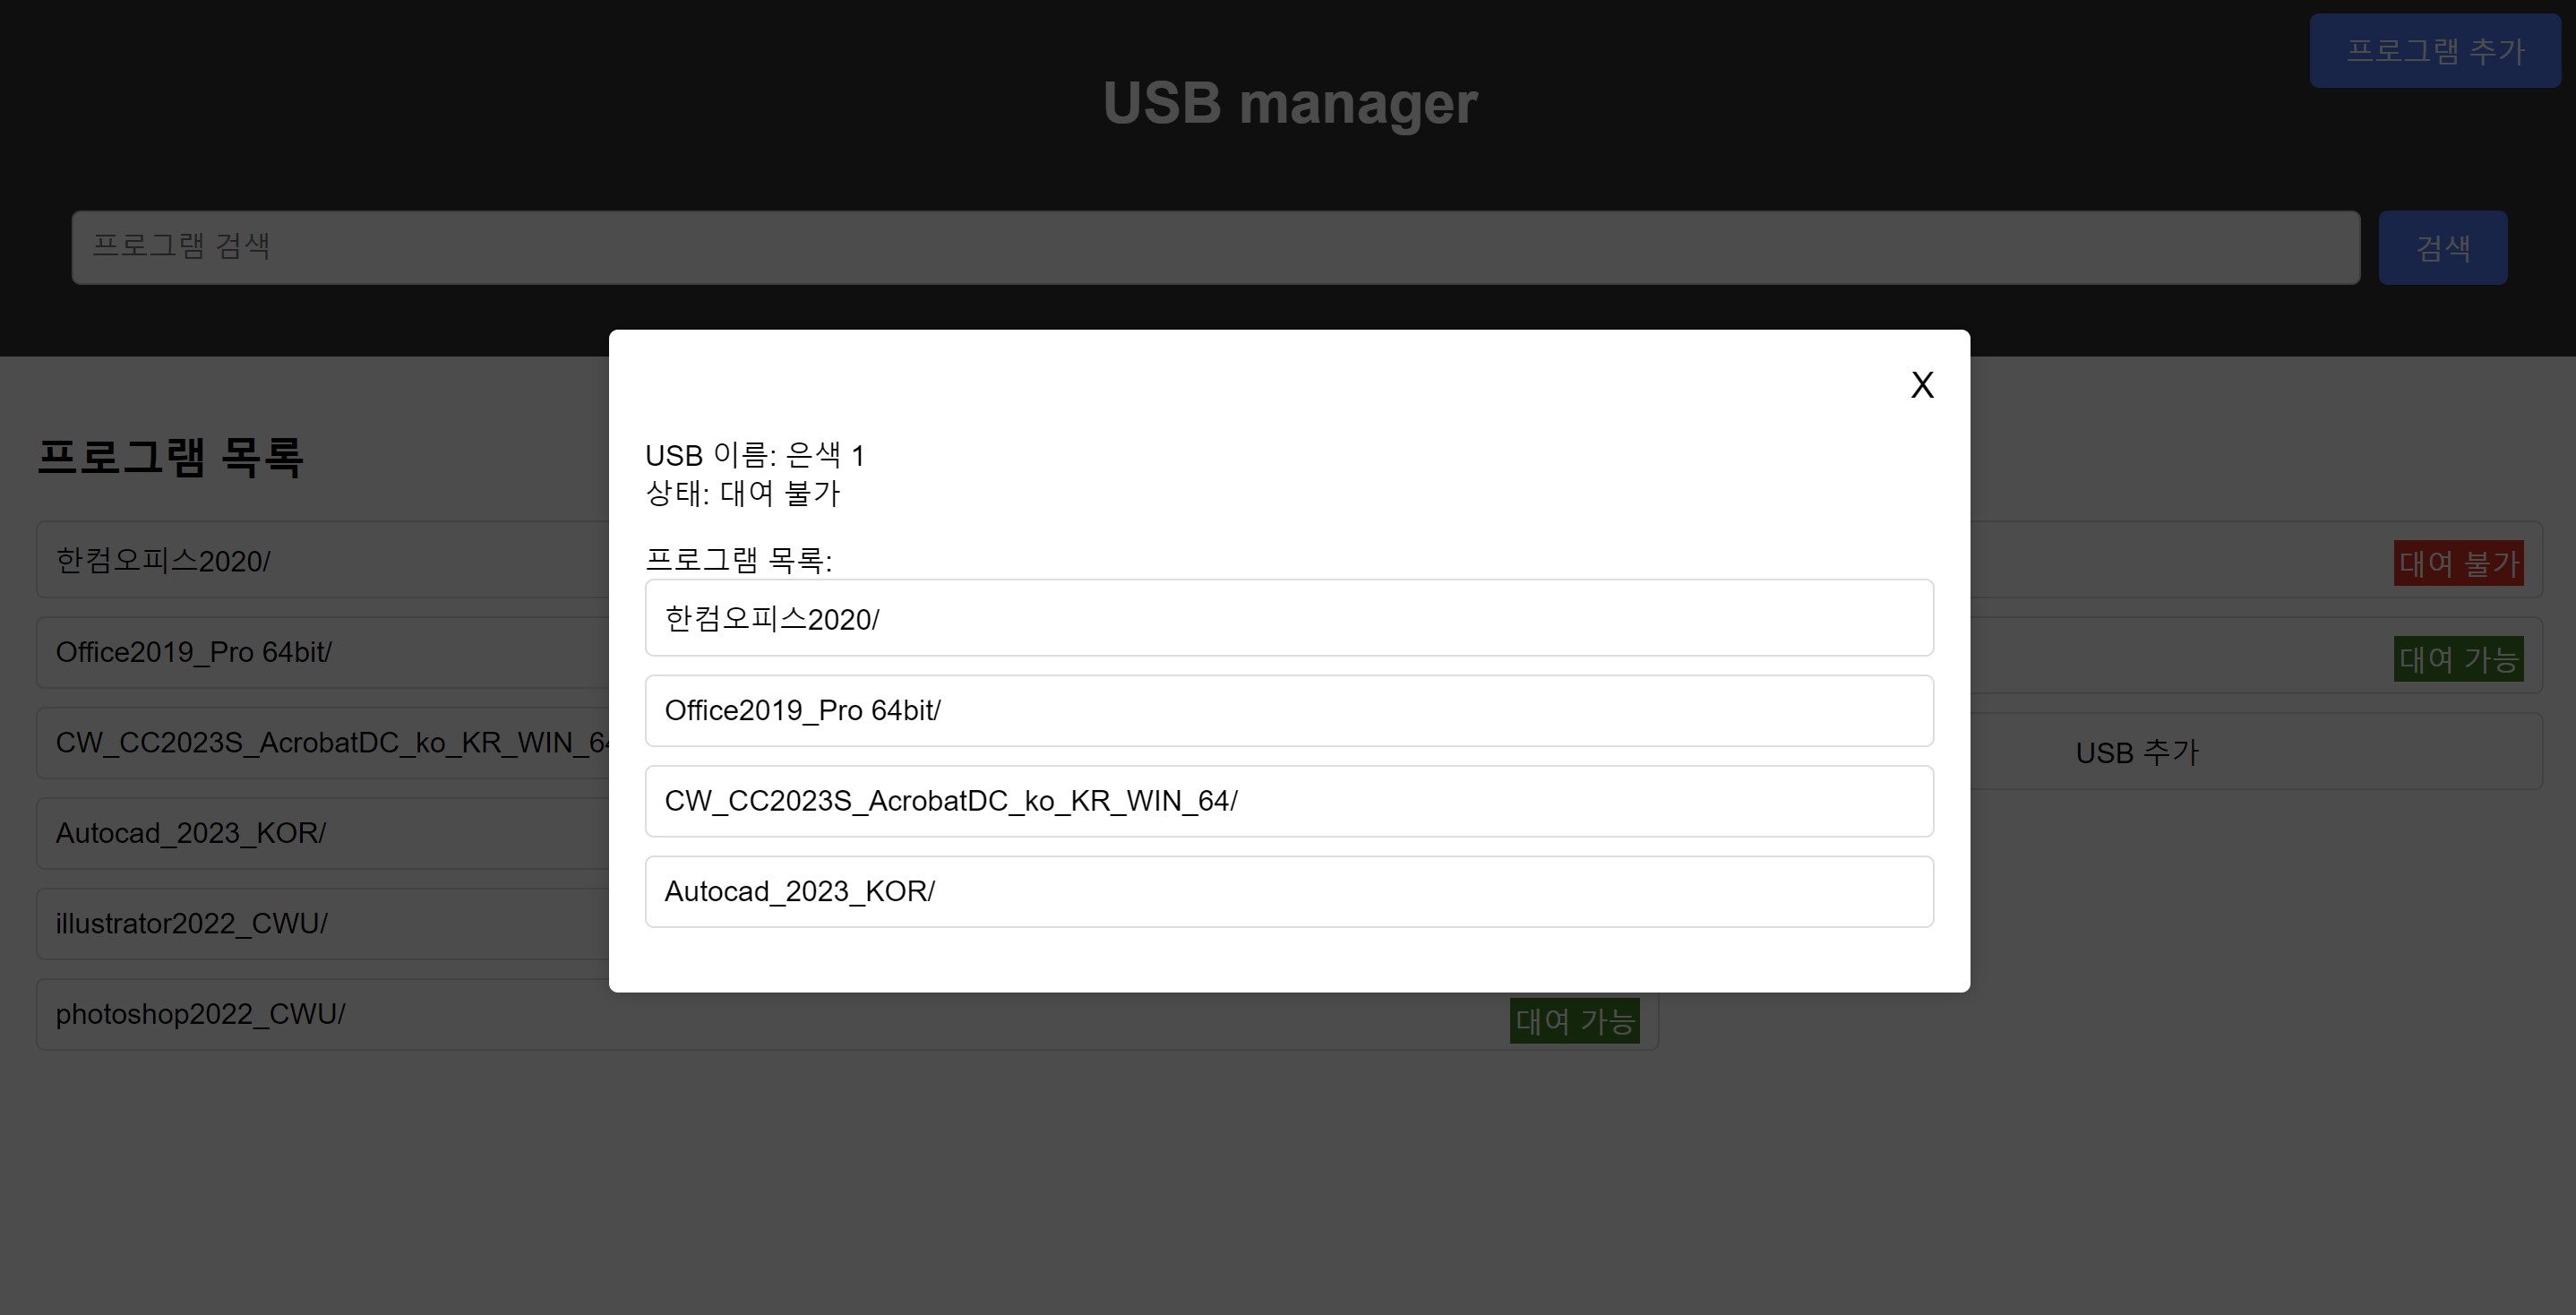 프로그램 추가
USB manager
프로그램 검색
검색
X
USB 이름: 은색 1
상태: 대여 불가
프로그램 목록:
한컴오피스2020/
Office2019_Pro 64bit/
CW_CC2023S_AcrobatDC_ko_KR_WIN_64/
Autocad_2023_KOR/
프로그램 목록
한컴오피스2020/
Office2019_Pro 64bit/
CW_CC2023S_AcrobatDC_ko_KR_WIN_64
Autocad_2023_KOR/
illustrator2022_CWU/
photoshop2022_CWU/
대여 가능
대여 불가
대여 가능
USB 추가